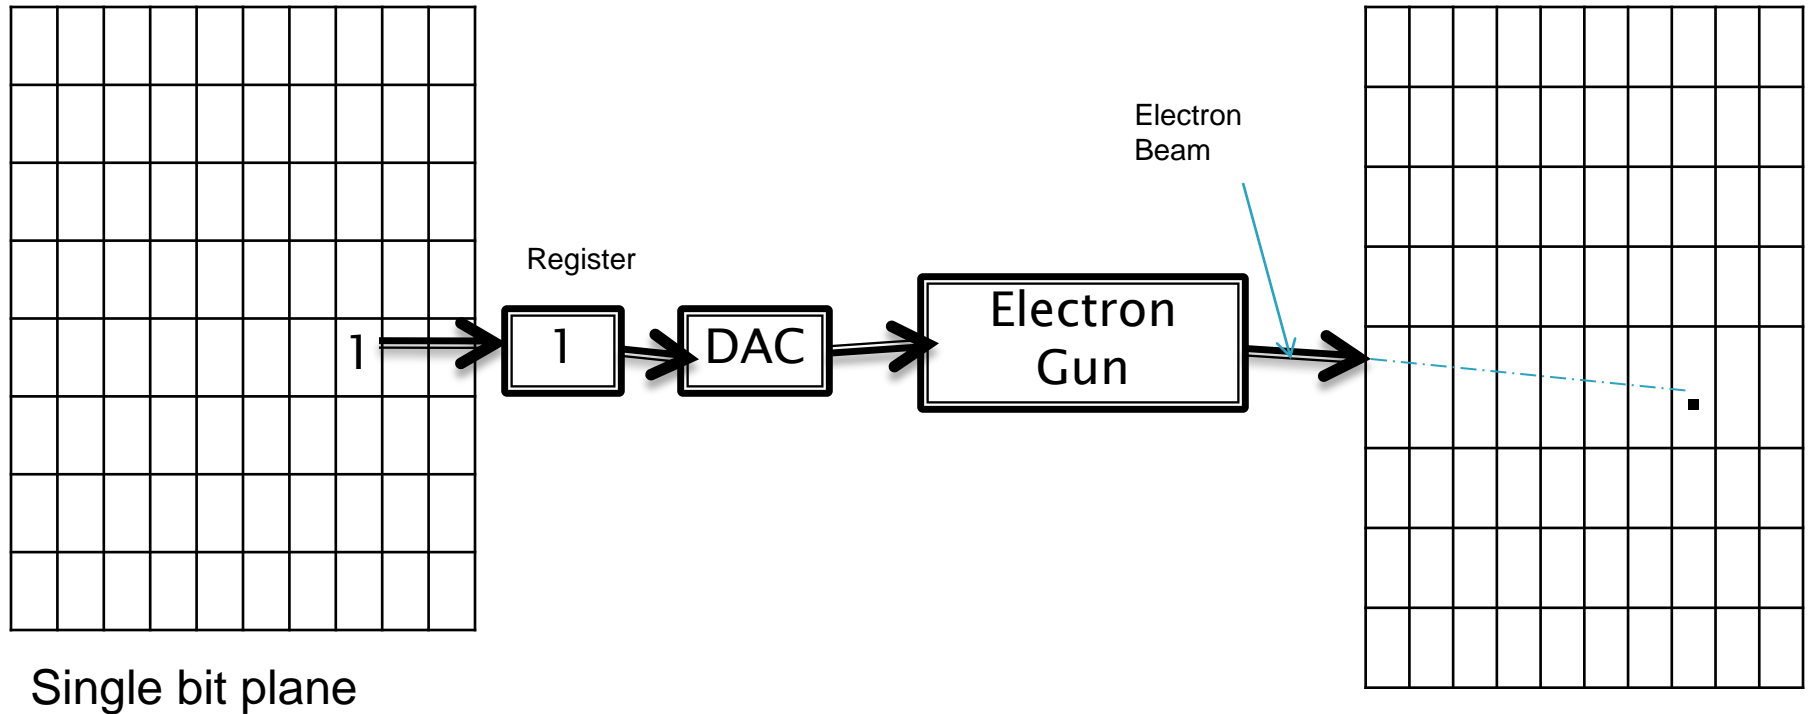 Electron
Beam
Register
1
1
DAC
Electron
Gun
Single bit plane